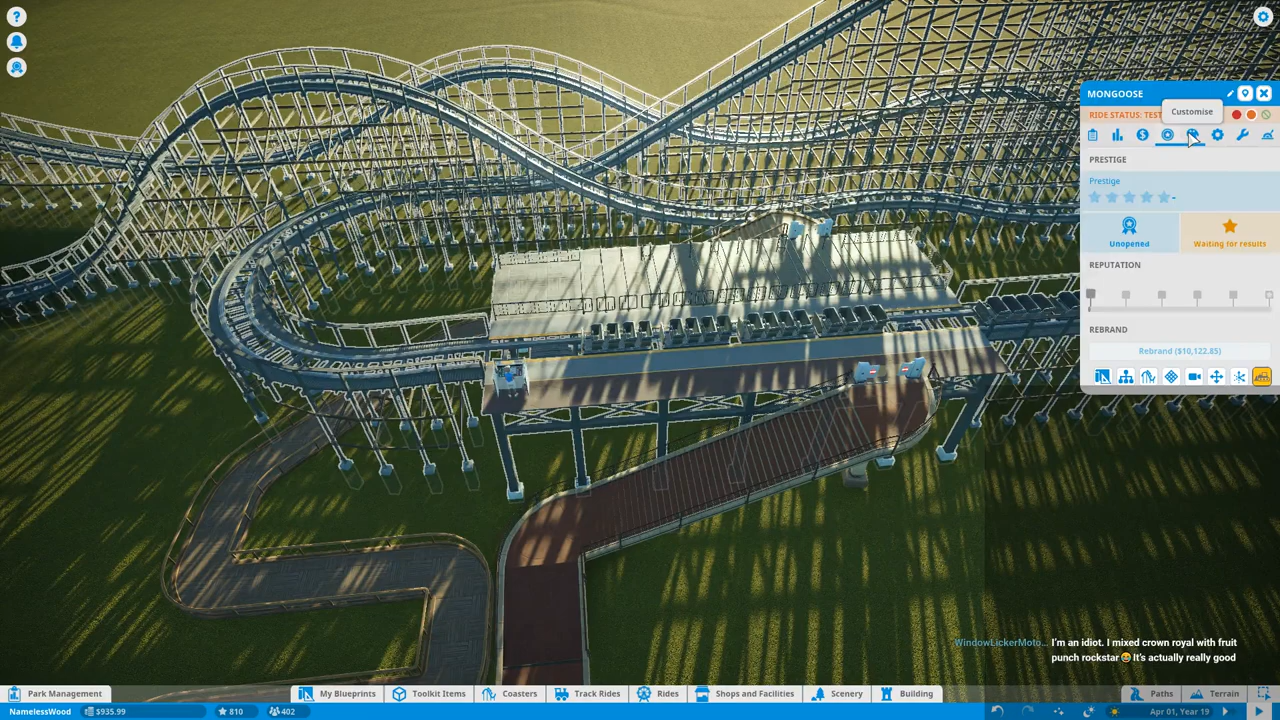 MONGOOSE
Customise
RIDE STATUS: TEST
PRESTIGE
Prestige
Unopened
Waiting for results
REPUTATION
REBRAND
Rebrand ($10,122.85)
WindowLickerMoto... I'm an idiot. I mixed crown royal with fruit
punch rockstar 😂 It's actually really good
Park Management
My Blueprints
Toolkit Items
Coasters
Track Rides
Rides
Shops and Facilities
Scenery
Building
Paths
Terrain
NamelessWood
$935.99
810
402
Apr 01, Year 19